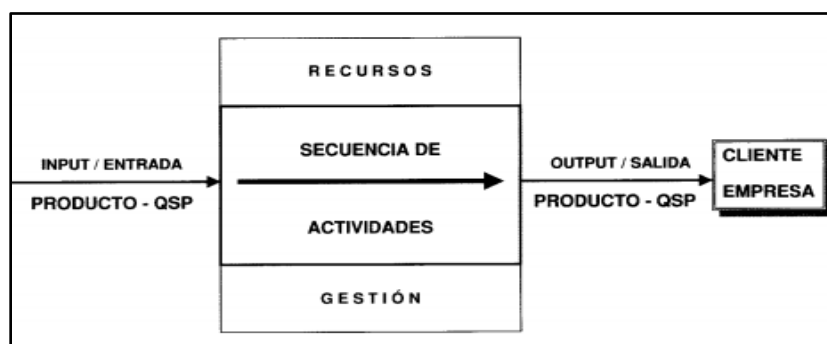 RECURSOS
INPUT / ENTRADA
PRODUCTO - QSP
SECUENCIA DE
ACTIVIDADES
OUTPUT / SALIDA
PRODUCTO - QSP
CLIENTE
EMPRESA
GESTIÓN